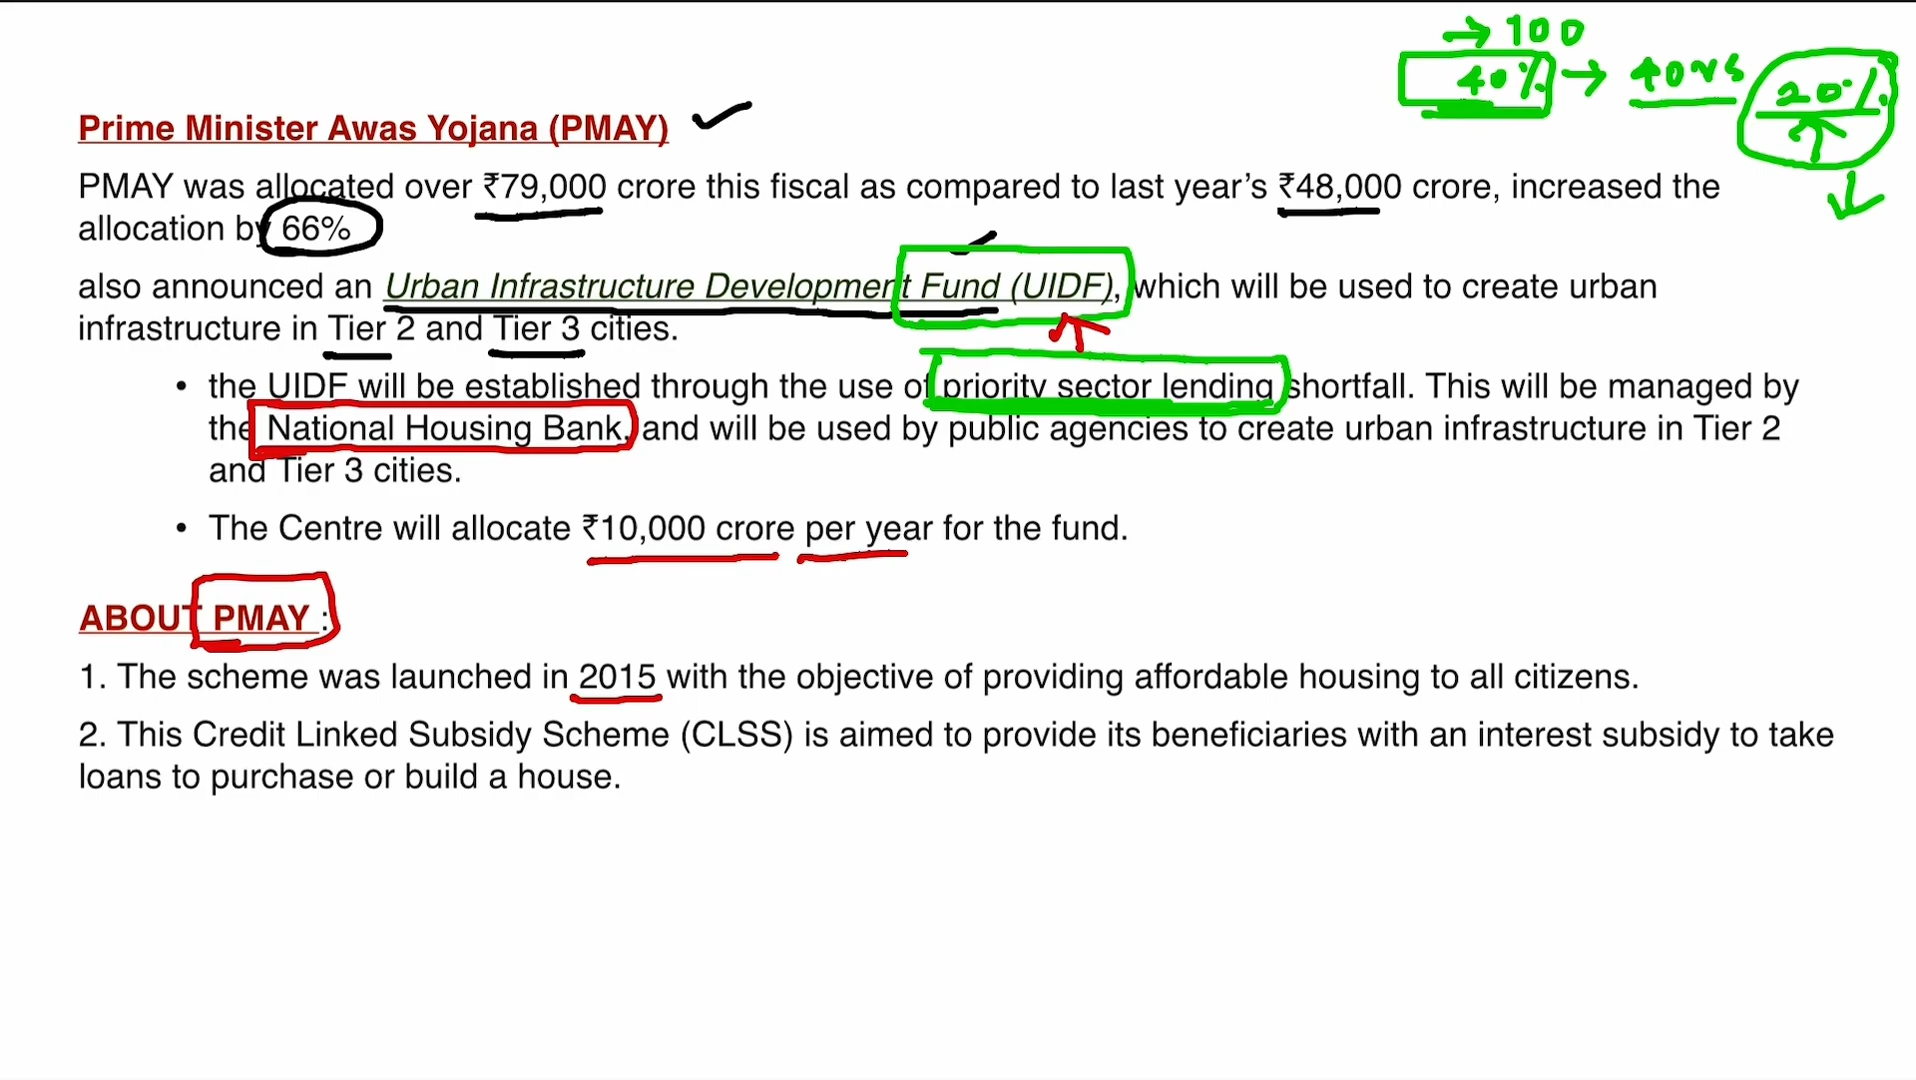 → 100
40% → 40 rs 20%
Prime Minister Awas Yojana (PMAY)
PMAY was allocated over ₹79,000 crore this fiscal as compared to last year’s ₹48,000 crore, increased the
allocation by 66%
also announced an Urban Infrastructure Development Fund (UIDF), which will be used to create urban
infrastructure in Tier 2 and Tier 3 cities.
• the UIDF will be established through the use of priority sector lending shortfall. This will be managed by
the National Housing Bank, and will be used by public agencies to create urban infrastructure in Tier 2
and Tier 3 cities.
• The Centre will allocate ₹10,000 crore per year for the fund.
ABOUT PMAY :
1. The scheme was launched in 2015 with the objective of providing affordable housing to all citizens.
2. This Credit Linked Subsidy Scheme (CLSS) is aimed to provide its beneficiaries with an interest subsidy to take
loans to purchase or build a house.